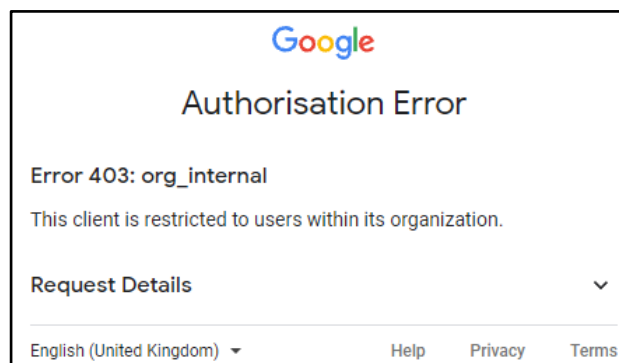 Google
Authorisation Error
Error 403: org_internal
This client is restricted to users within its organization.
Request Details
English (United Kingdom) Help Privacy Terms